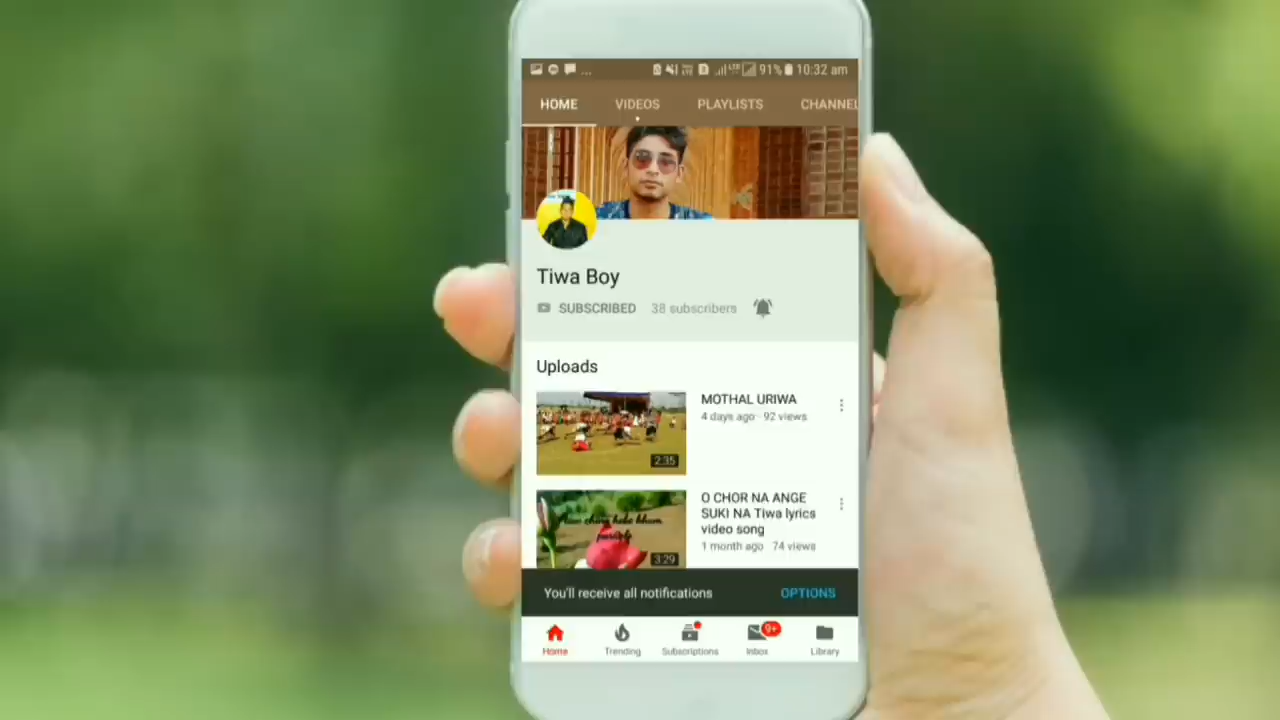 ... 91% 10:32 am
HOME VIDEOS PLAYLISTS CHANNEL
Tiwa Boy
SUBSCRIBED 38 subscribers
Uploads
MOTHAL URIWA
4 days ago · 92 views
2:35
O CHOR NA ANGE
SUKI NA Tiwa lyrics
video song
1 month ago · 74 views
3:29
You'll receive all notifications OPTIONS
9+
Home Trending Subscriptions Inbox Library